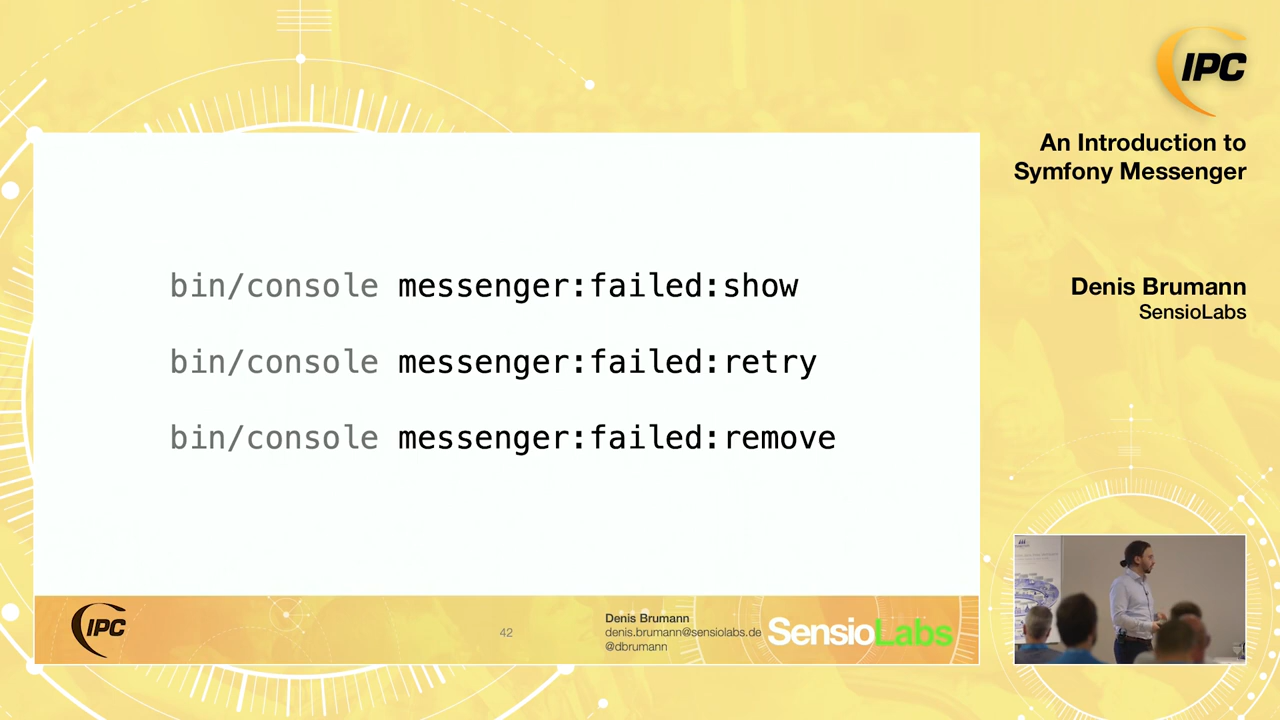 IPC
An Introduction to
Symfony Messenger
Denis Brumann
SensioLabs
bin/console messenger:failed:show
bin/console messenger:failed:retry
bin/console messenger:failed:remove
IPC
42
Denis Brumann
denis.brumann@sensiolabs.de
@dbrumann
SensioLabs